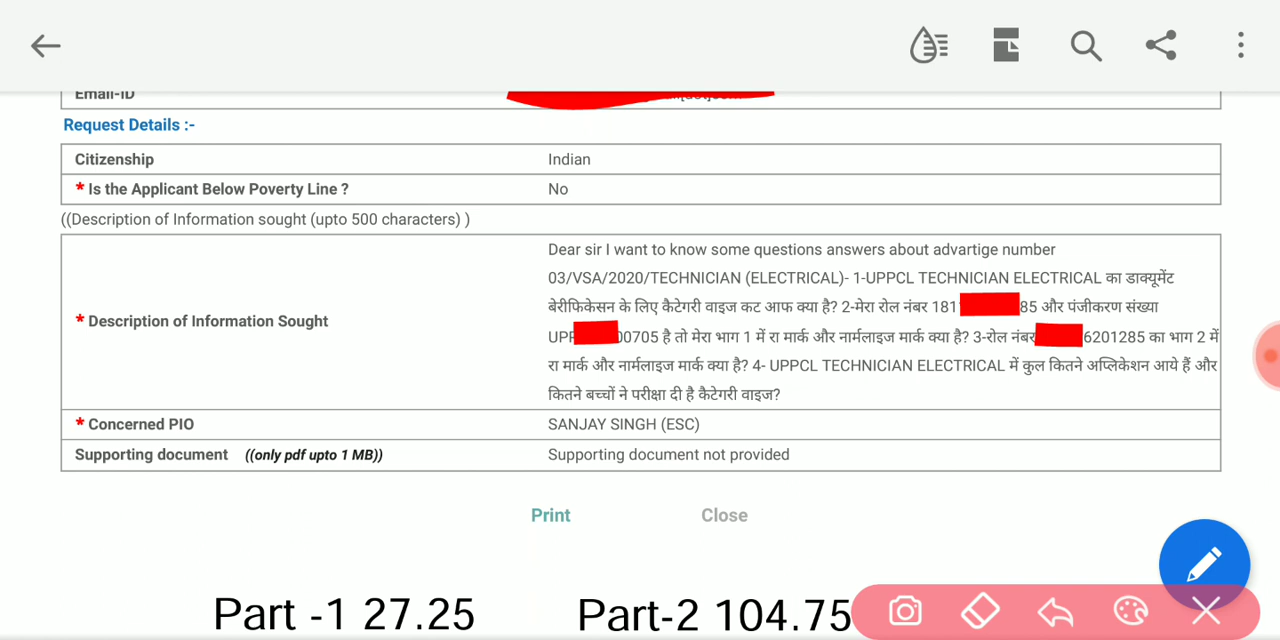 Email-ID
Request Details :-
Citizenship Indian
* Is the Applicant Below Poverty Line ? No
((Description of Information sought (upto 500 characters) )
Dear sir I want to know some questions answers about advartige number
03/VSA/2020/TECHNICIAN (ELECTRICAL)- 1-UPPCL TECHNICIAN ELECTRICAL का डाक्यूमेंट
बेरीफिकेसन के लिए कैटेगरी वाइज कट आफ क्या है? 2-मेरा रोल नंबर 181 85 और पंजीकरण संख्या
* Description of Information Sought
UPP 00705 है तो मेरा भाग 1 में रा मार्क और नार्मलाइज मार्क क्या है? 3-रोल नंबर 6201285 का भाग 2 में
रा मार्क और नार्मलाइज मार्क क्या है? 4- UPPCL TECHNICIAN ELECTRICAL में कुल कितने अप्लिकेशन आये हैं और
कितने बच्चों ने परीक्षा दी है कैटेगरी वाइज?
* Concerned PIO SANJAY SINGH (ESC)
Supporting document ((only pdf upto 1 MB)) Supporting document not provided
Print Close
Part -1 27.25 Part-2 104.75